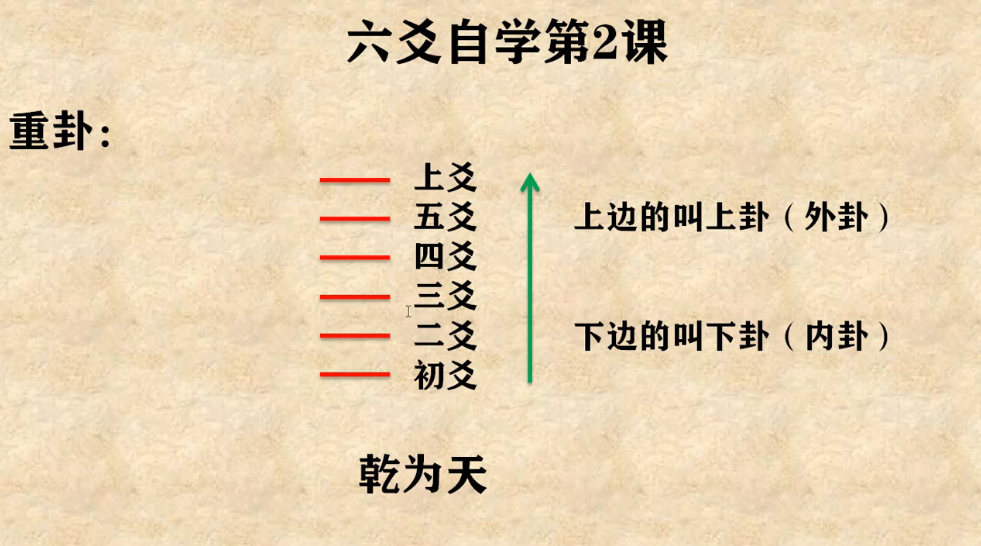 六爻自学第2课
重卦：
上爻
五爻
上边的叫上卦（外卦）
四爻
三爻
二爻
下边的叫下卦（内卦）
初爻
乾为天